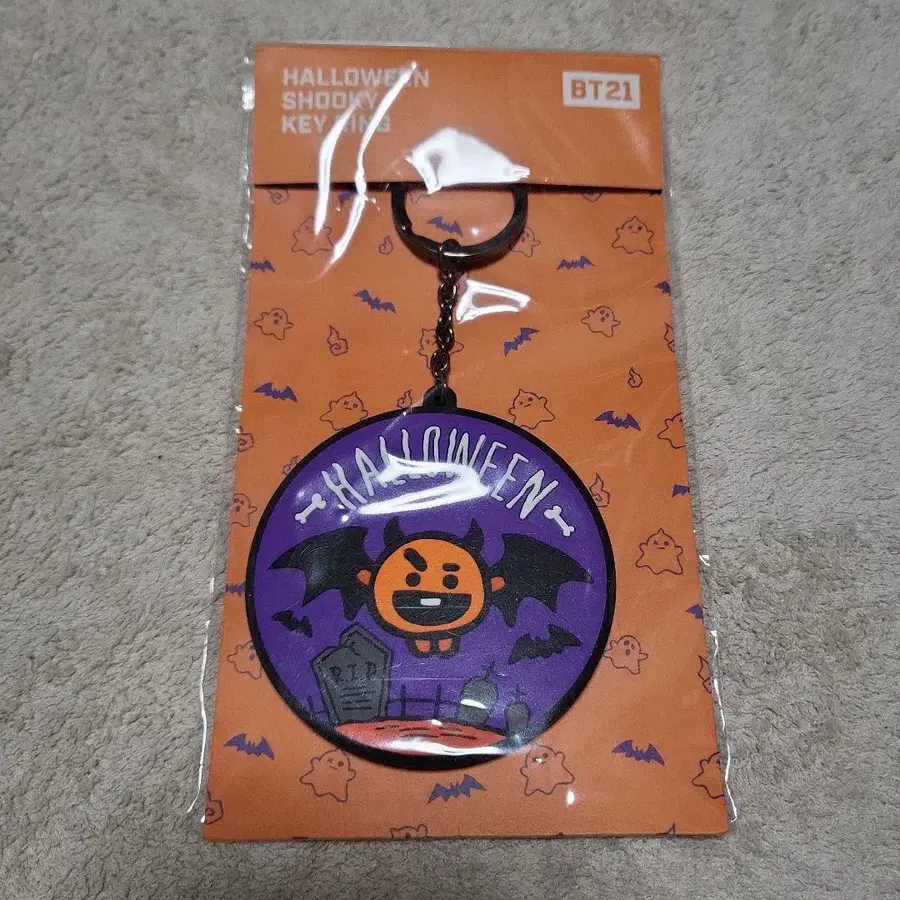 HALLOWEEN
SHOOKY
KEY RING
BT21
HALLOWEEN
R.I.P